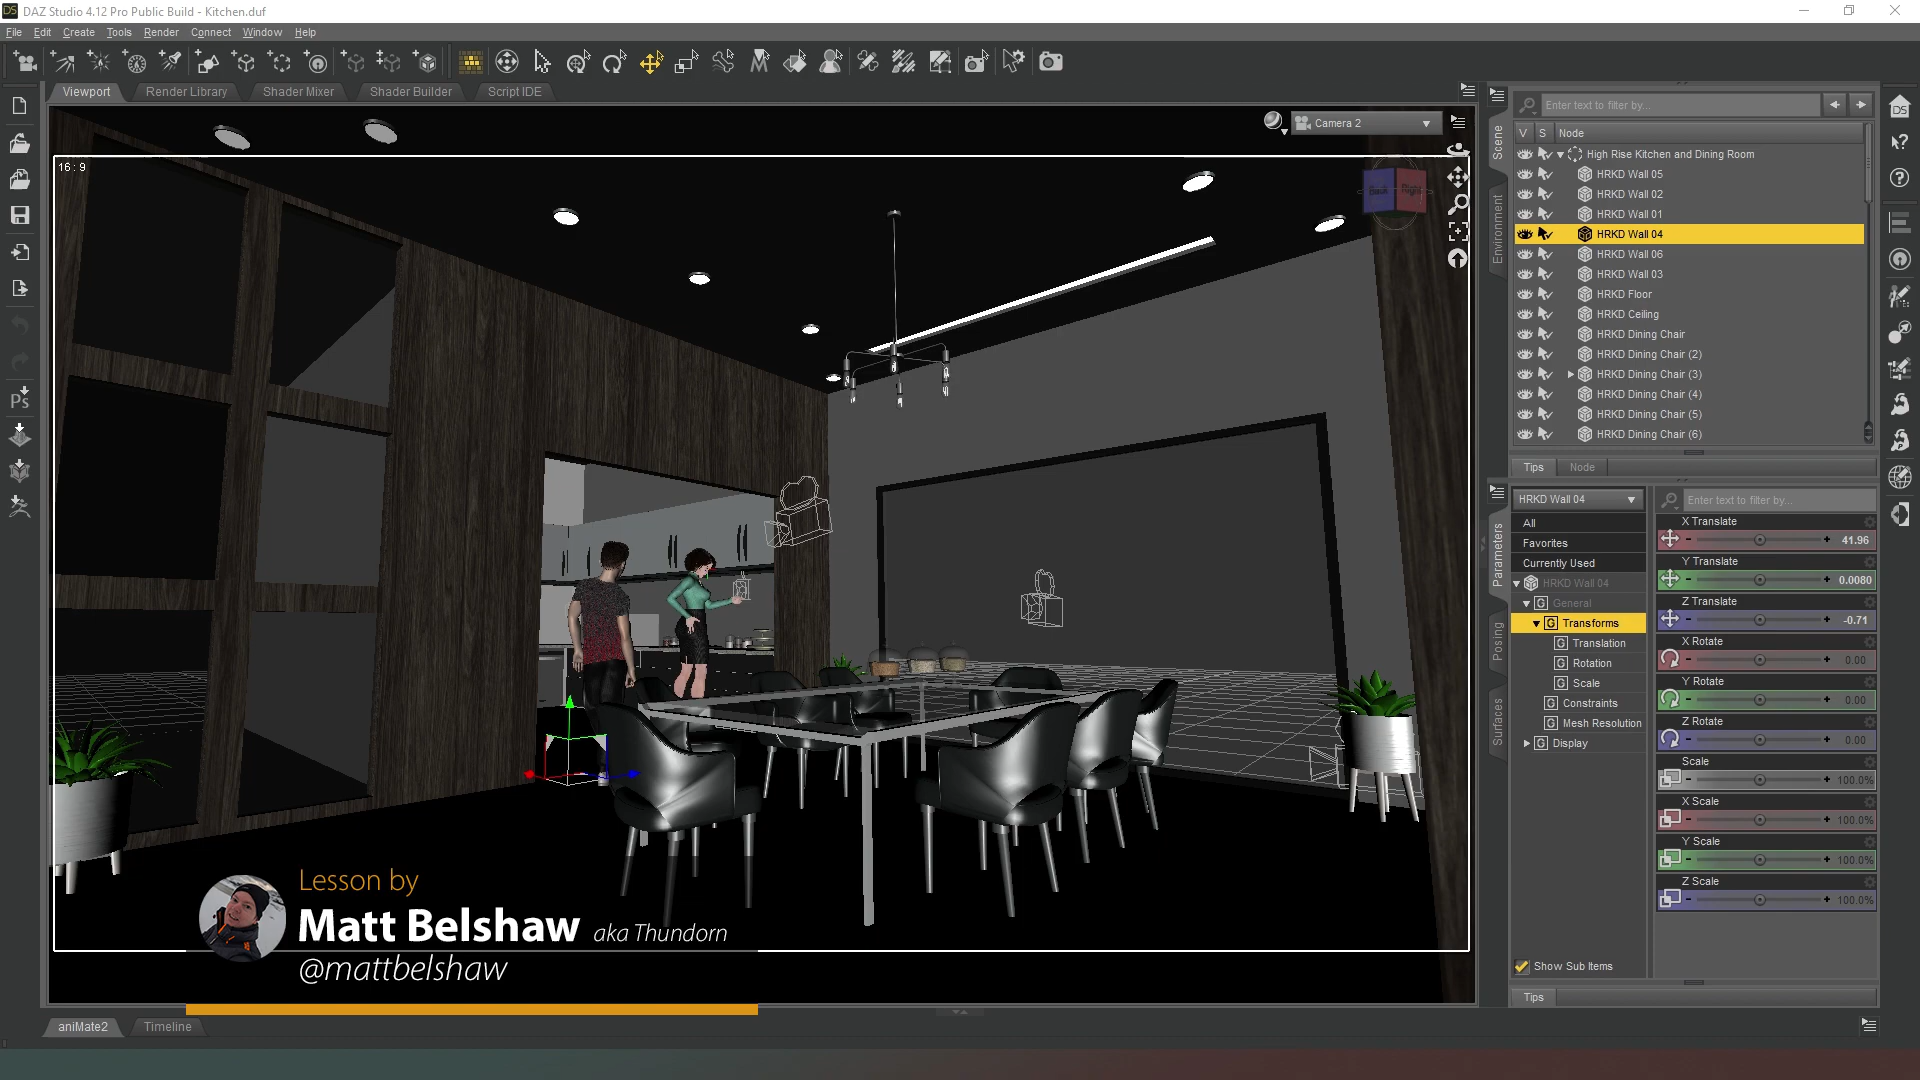 DAZ Studio 4.12 Pro Public Build - Kitchen.duf
File Edit Create Tools Render Connect Window Help
Viewport Render Library Shader Mixer Shader Builder Script IDE
Camera 2
16 : 9
Back Right
Lesson by
Matt Belshaw aka Thundorn
@mattbelshaw
aniMate2 Timeline
Ps
Scene
Environment
Enter text to filter by...
V S Node
High Rise Kitchen and Dining Room
HRKD Wall 05
HRKD Wall 02
HRKD Wall 01
HRKD Wall 04
HRKD Wall 06
HRKD Wall 03
HRKD Floor
HRKD Ceiling
HRKD Dining Chair
HRKD Dining Chair (2)
HRKD Dining Chair (3)
HRKD Dining Chair (4)
HRKD Dining Chair (5)
HRKD Dining Chair (6)
Tips Node
Parameters
Posing
Surfaces
HRKD Wall 04
All
Favorites
Currently Used
HRKD Wall 04
G General
G Transforms
G Translation
G Rotation
G Scale
G Constraints
G Mesh Resolution
G Display
Show Sub Items
Enter text to filter by...
X Translate
41.96
Y Translate
0.0080
Z Translate
-0.71
X Rotate
0.00
Y Rotate
0.00
Z Rotate
0.00
Scale
100.0%
X Scale
100.0%
Y Scale
100.0%
Z Scale
100.0%
Tips
DS